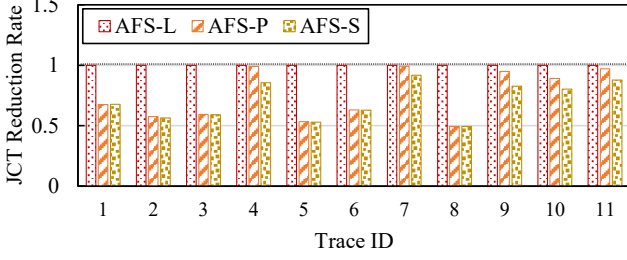 1.5
AFS-L AFS-P AFS-S
1
0.5
0
JCT Reduction Rate
1 2 3 4 5 6 7 8 9 10 11
Trace ID